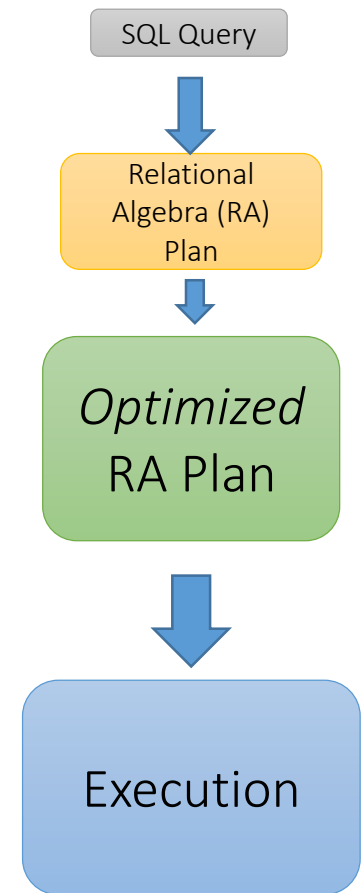 SQL Query
Relational
Algebra (RA)
Plan
Optimized
RA Plan
Execution